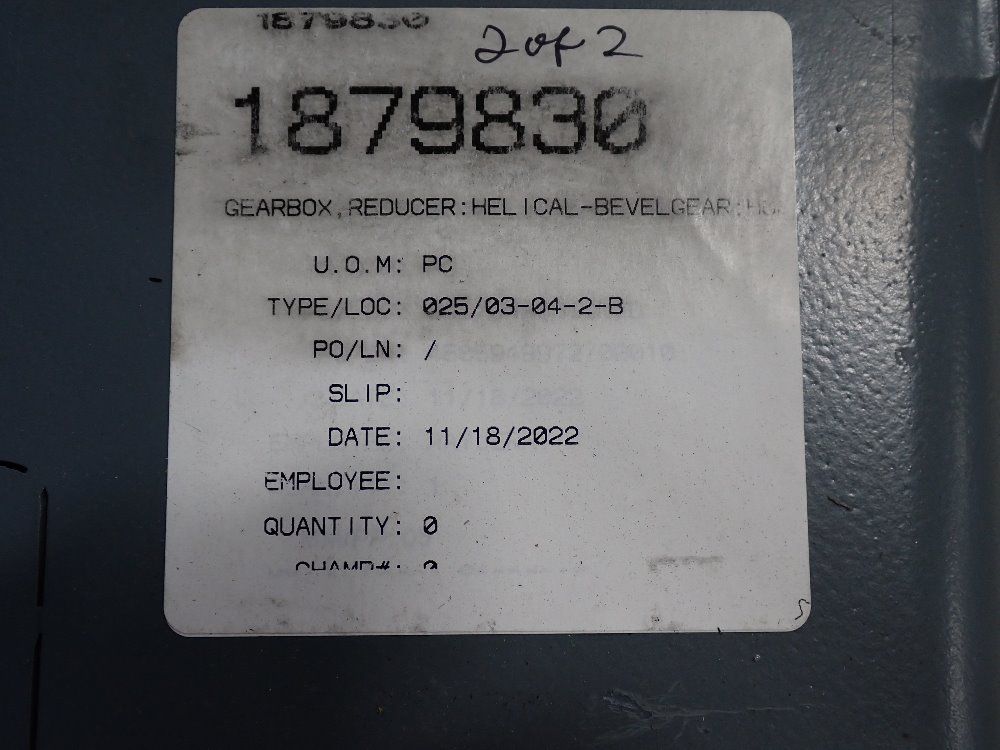 1879830
2 of 2
1879830
GEARBOX,REDUCER:HELICAL-BEVELGEAR:
U.O.M: PC
TYPE/LOC: 025/03-04-2-B
PO/LN: /
SLIP:
DATE: 11/18/2022
EMPLOYEE:
QUANTITY: 0